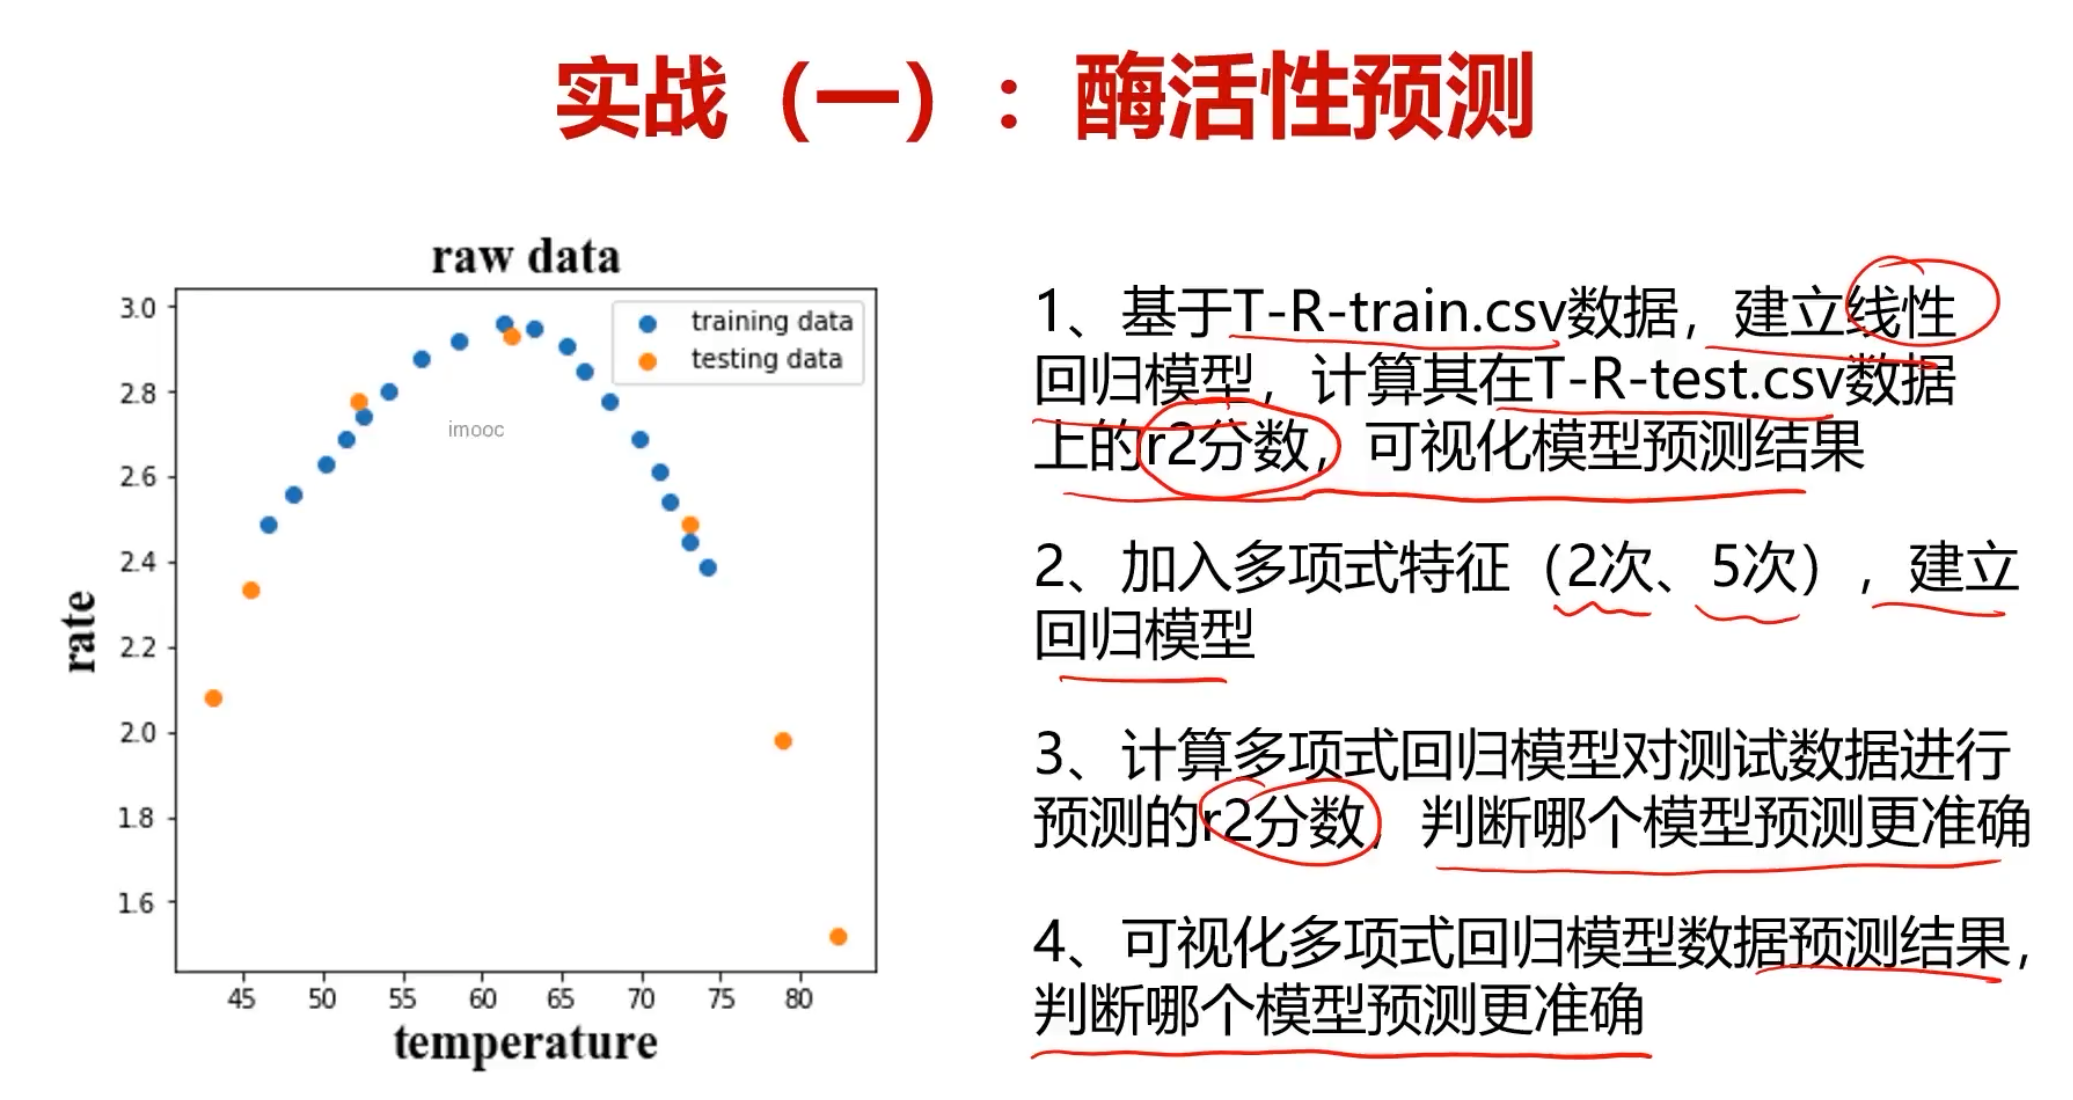 实战（一）：酶活性预测
raw data
training data
testing data
imooc
3.0
2.8
2.6
2.4
2.2
2.0
1.8
1.6
rate
45 50 55 60 65 70 75 80
temperature
1、基于T-R-train.csv数据，建立线性
回归模型，计算其在T-R-test.csv数据
上的r2分数，可视化模型预测结果
2、加入多项式特征（2次、5次），建立
回归模型
3、计算多项式回归模型对测试数据进行
预测的r2分数，判断哪个模型预测更准确
4、可视化多项式回归模型数据预测结果，
判断哪个模型预测更准确